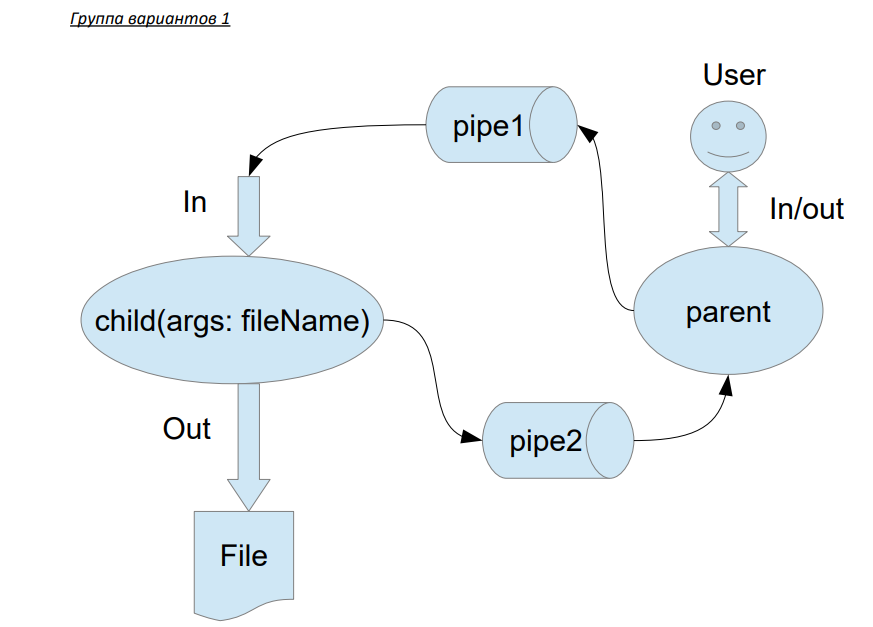 Группа вариантов 1
User
pipe1
In
In/out
child(args: fileName)
parent
Out
pipe2
File